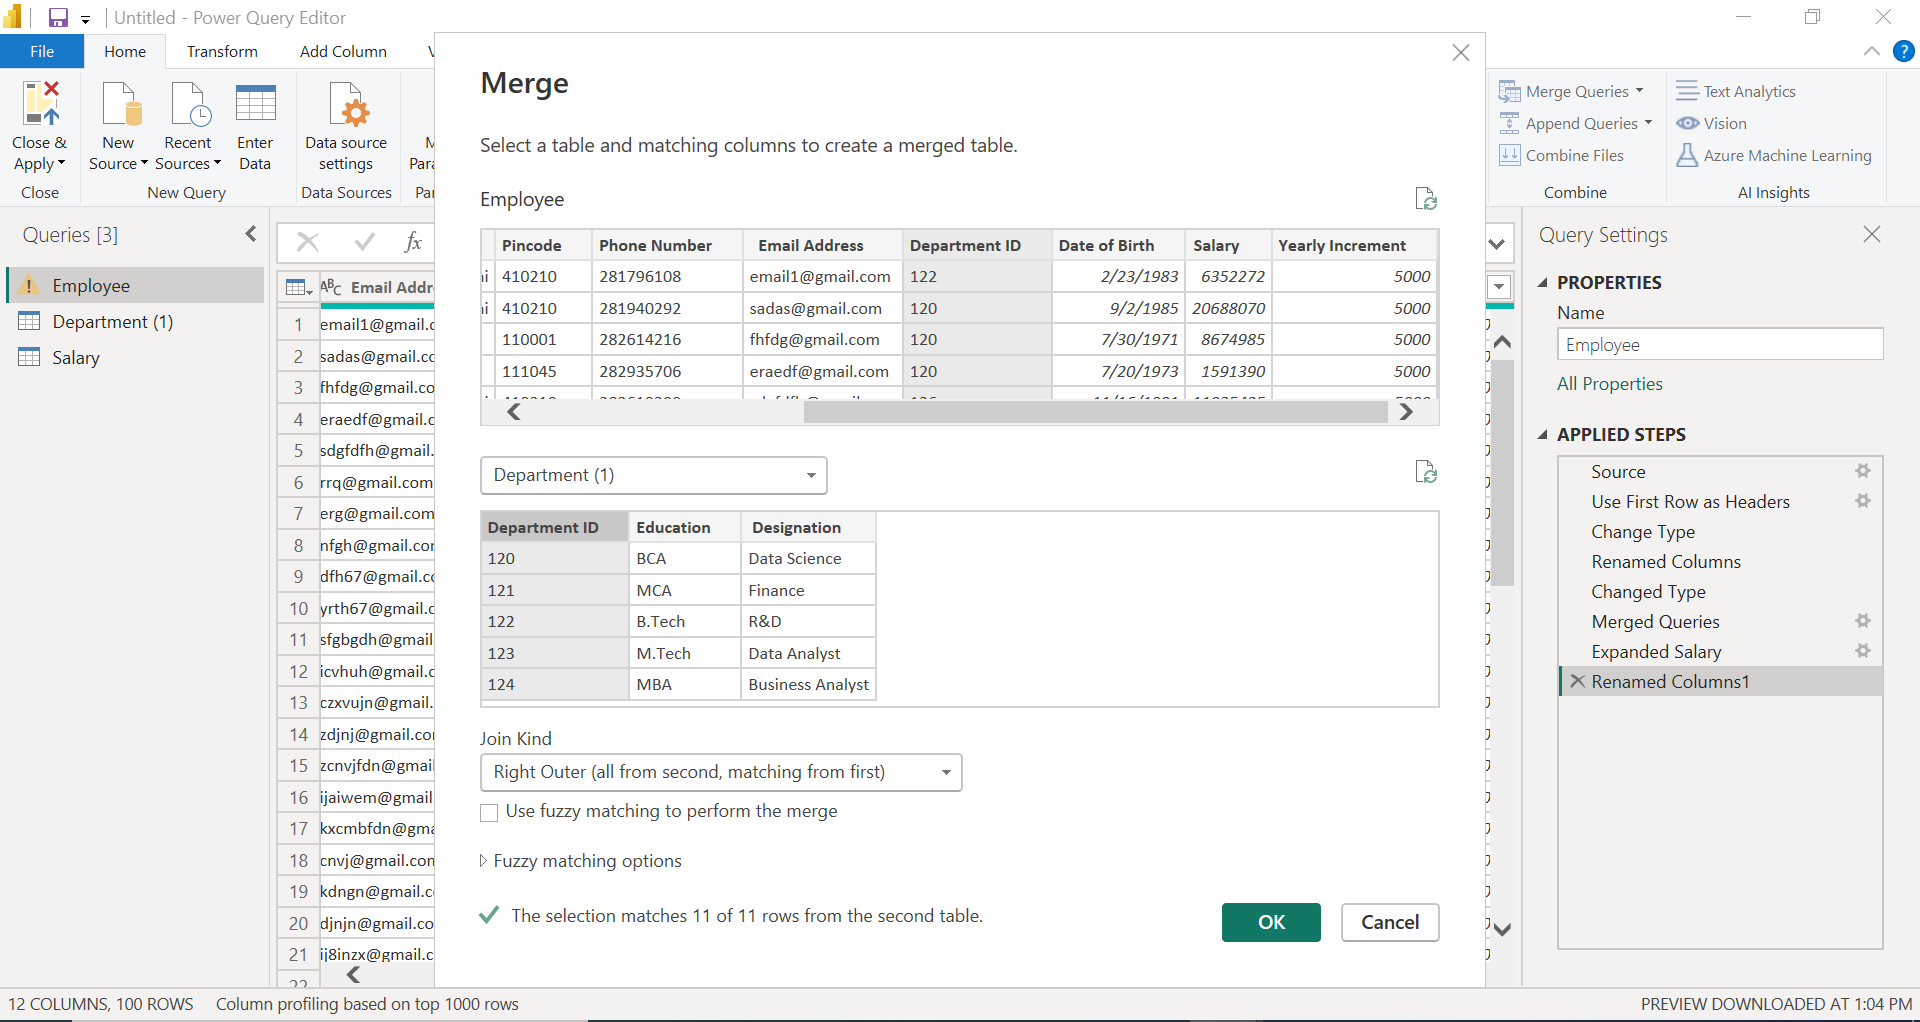 Untitled - Power Query Editor
File Home Transform Add Column
Close & Apply
New Source
Recent Sources
Enter Data
Data source settings
Close
New Query
Data Sources
Merge Queries
Append Queries
Combine Files
Combine
Text Analytics
Vision
Azure Machine Learning
AI Insights
Queries [3]
Employee
Department (1)
Salary
fx
ABC Email Addr
1 email1@gmail.c
2 sadas@gmail.co
3 fhfdg@gmail.co
4 eraedf@gmail.c
5 sdgfdfh@gmail.
6 rrq@gmail.com
7 erg@gmail.com
8 nfgh@gmail.cor
9 dfh67@gmail.cc
10 yrth67@gmail.c
11 sfgbgdh@gmail
12 icvhuh@gmail.c
13 czxvujn@gmail.
14 zdjnj@gmail.coi
15 zcnvjfdn@gmail
16 ijaiwem@gmail
17 kxcmbfdn@gma
18 cnvj@gmail.con
19 kdngn@gmail.c
20 djnjn@gmail.co
21 ij8inzx@gmail.c
22
Merge
Select a table and matching columns to create a merged table.
Employee
Pincode Phone Number Email Address Department ID Date of Birth Salary Yearly Increment
410210 281796108 email1@gmail.com 122 2/23/1983 6352272 5000
410210 281940292 sadas@gmail.com 120 9/2/1985 20688070 5000
110001 282614216 fhfdg@gmail.com 120 7/30/1971 8674985 5000
111045 282935706 eraedf@gmail.com 120 7/20/1973 1591390 5000
Department (1)
Department ID Education Designation
120 BCA Data Science
121 MCA Finance
122 B.Tech R&D
123 M.Tech Data Analyst
124 MBA Business Analyst
Join Kind
Right Outer (all from second, matching from first)
Use fuzzy matching to perform the merge
Fuzzy matching options
The selection matches 11 of 11 rows from the second table.
OK Cancel
Query Settings
PROPERTIES
Name
Employee
All Properties
APPLIED STEPS
Source
Use First Row as Headers
Change Type
Renamed Columns
Changed Type
Merged Queries
Expanded Salary
Renamed Columns1
12 COLUMNS, 100 ROWS Column profiling based on top 1000 rows
PREVIEW DOWNLOADED AT 1:04 PM